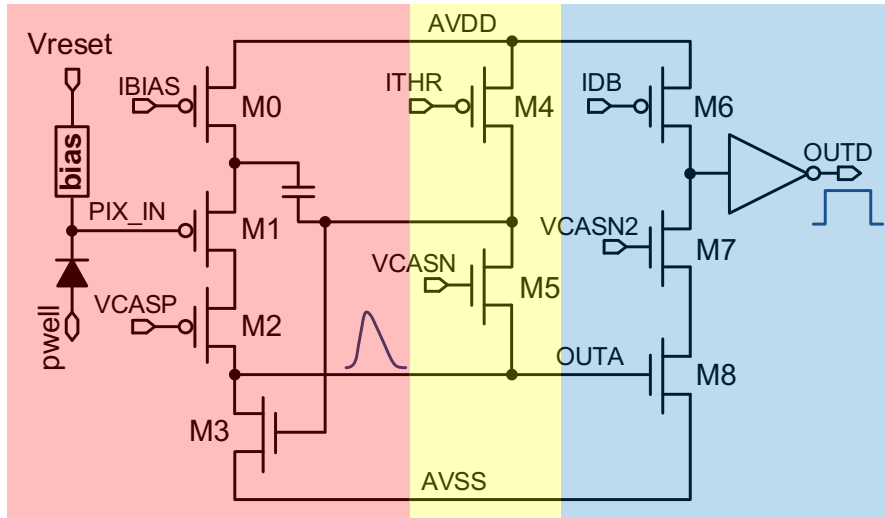 AVDD
Vreset
IBIAS
M0
ITHR
M4
IDB
M6
bias
OUTD
PIX_IN
M1
VCASN2
M7
VCASN
M5
VCASP
M2
pwell
OUTA
M8
M3
AVSS